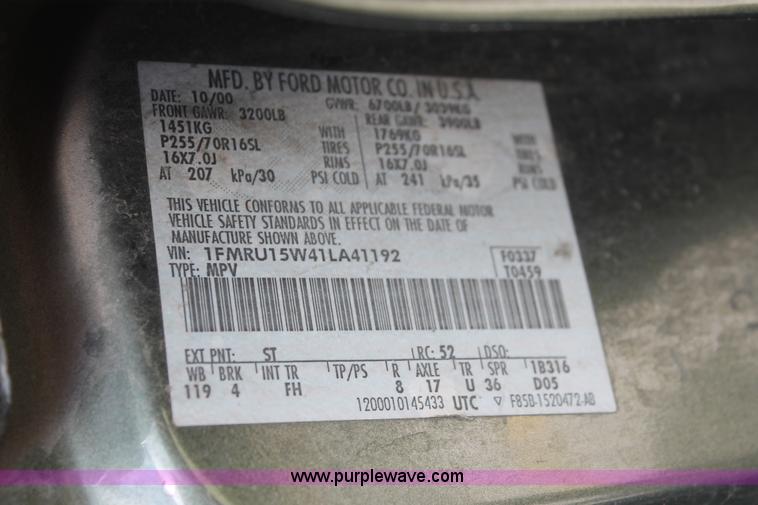 MFD. BY FORD MOTOR CO. IN U.S.A.
DATE: 10/00 GVWR: 6700LB/ 3039KG
FRONT GAWR: 3200LB REAR GAWR: 3900LB
1451KG WITH 1769KG WITH
P255/70R16SL TIRES P255/70R16SL TIRES
16X7.0J RIMS 16X7.0J RIMS
AT 207 kPa/30 PSI COLD AT 241 kPa/35 PSI COLD
THIS VEHICLE CONFORMS TO ALL APPLICABLE FEDERAL MOTOR
VEHICLE SAFETY STANDARDS IN EFFECT ON THE DATE OF
MANUFACTURE SHOWN ABOVE.
VIN: 1FMRU15W41LA41192 F0337
TYPE: MPV T0459
EXT PNT: ST RC: 52 DSO:
WB BRK INT TR TP/PS R AXLE TR SPR 1B316
119 4 FH 8 17 U 36 D05
1200010145433 UTC ▽ F85B-1520472-AB
www.purplewave.com